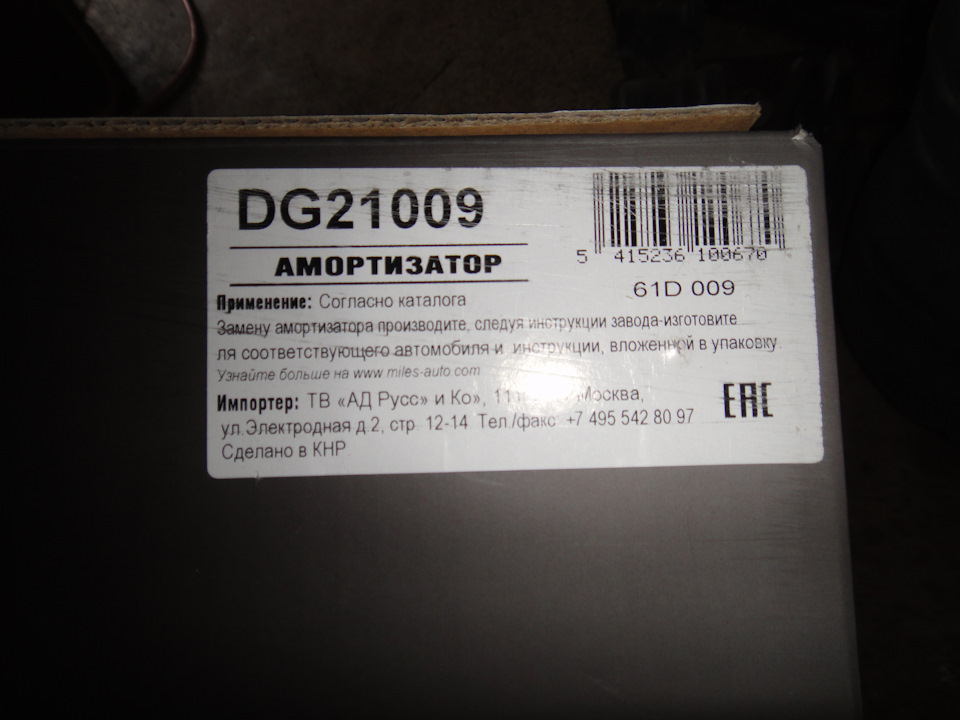 DG21009
АМОРТИЗАТОР
5 415236 100670
61D 009
Применение: Согласно каталога
Замену амортизатора производите, следуя инструкции завода-изготовите
ля соответствующего автомобиля и инструкции, вложенной в упаковку
Узнайте больше на www miles-auto com
Импортер: ТВ «АД Русс» и Ко», Москва,
ул.Электродная д 2, стр 12-14 Тел /факс +7 495 542 80 97
Сделано в КНР
EAC